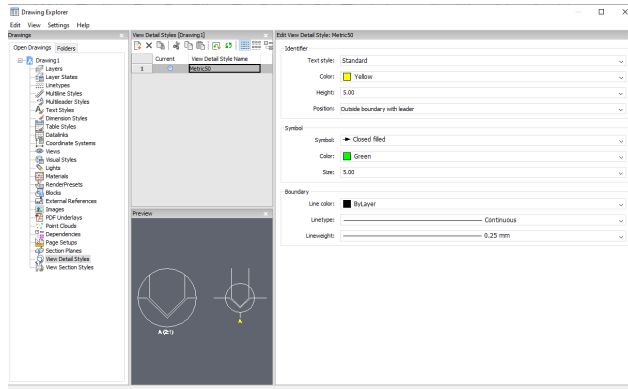 Drawing Explorer
Edit View Settings Help
Drawings
Open Drawings Folders
Drawing1
Layers
Layer States
Linetypes
Multiline Styles
Multileader Styles
Text Styles
Dimension Styles
Table Styles
Datalinks
Coordinate Systems
Views
Visual Styles
Lights
Materials
RenderPresets
Blocks
External References
Images
PDF Underlays
Point Clouds
Dependencies
Page Setups
Section Planes
View Detail Styles
View Section Styles
View Detail Styles [Drawing1]
Current View Detail Style Name
1 Metric50
Preview
A (2:1)
A
Edit View Detail Style: Metric50
Identifier
Text style: Standard
Color: Yellow
Height: 5.00
Position: Outside boundary with leader
Symbol
Symbol: Closed filled
Color: Green
Size: 5.00
Boundary
Line color: ByLayer
Linetype: Continuous
Lineweight: 0.25 mm